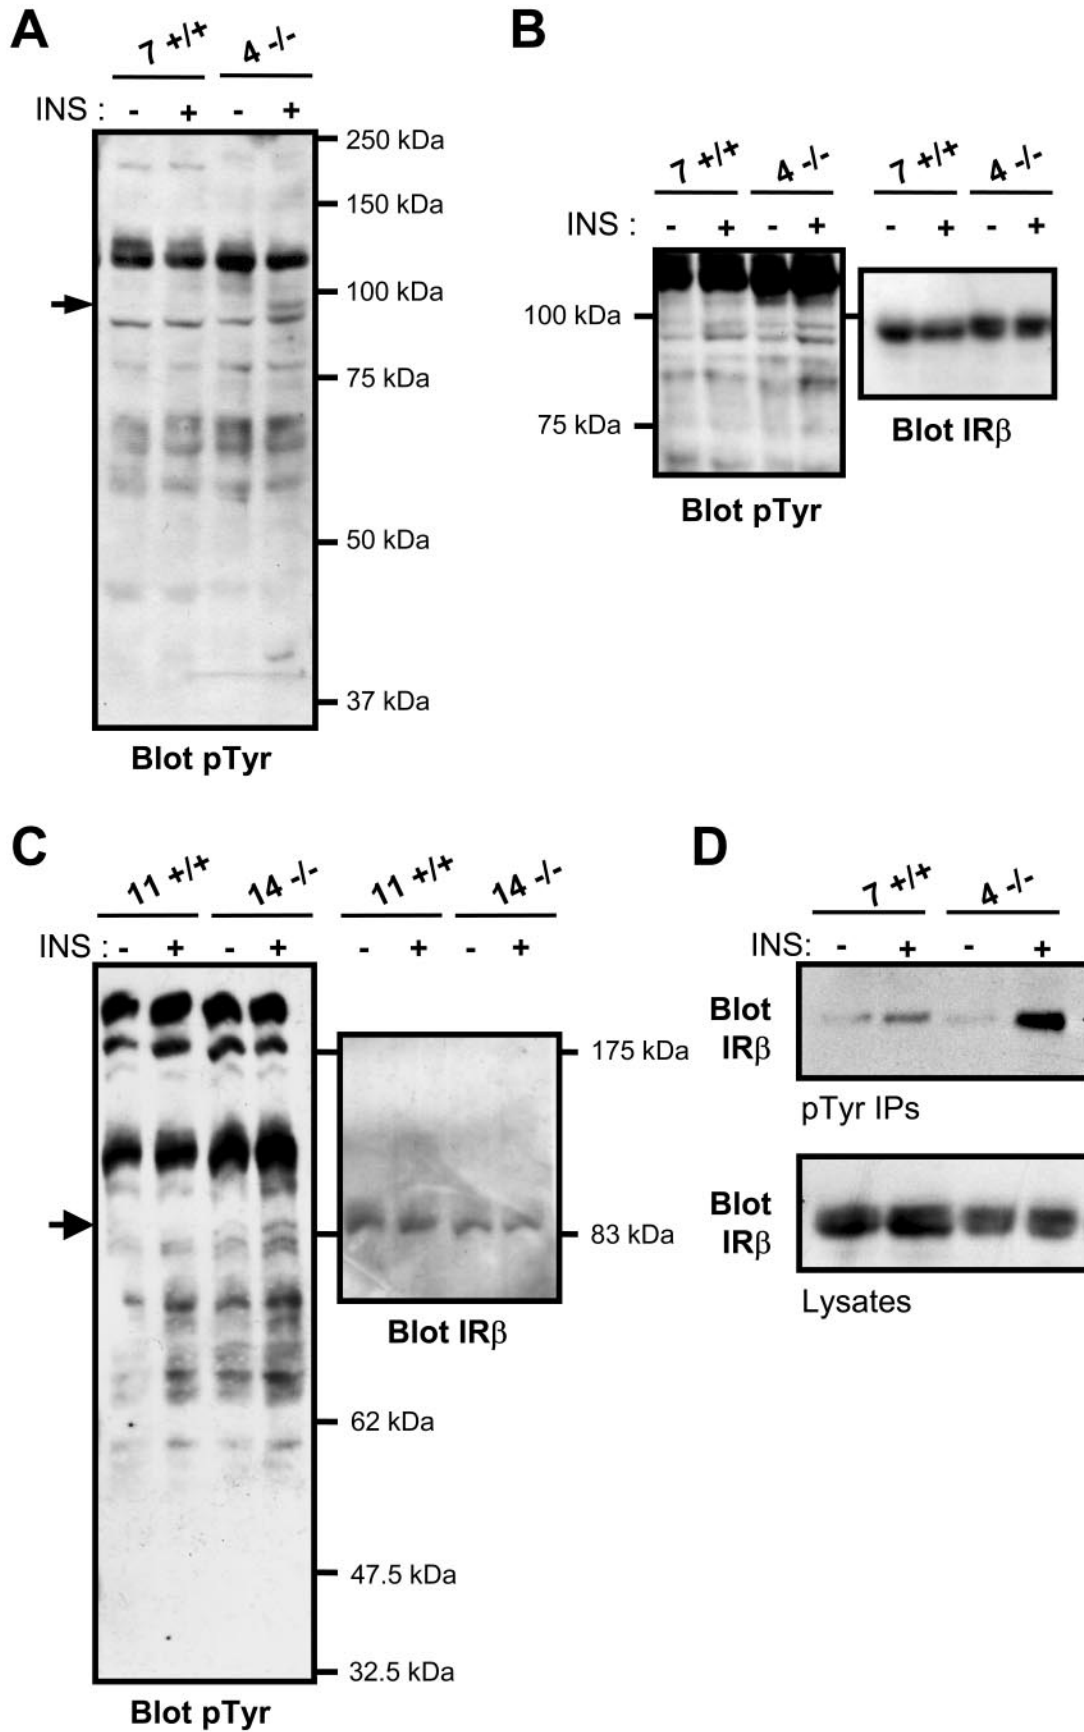 A
7 +/+ 4 -/-
INS : - + - +
250 kDa
150 kDa
100 kDa
75 kDa
50 kDa
37 kDa
Blot pTyr
B
7 +/+ 4 -/- 7 +/+ 4 -/-
INS : - + - + - + - +
100 kDa
75 kDa
Blot IRβ
Blot pTyr
C
11 +/+ 14 -/- 11 +/+ 14 -/-
INS : - + - + - + - +
175 kDa
83 kDa
Blot IRβ
62 kDa
47.5 kDa
32.5 kDa
Blot pTyr
D
7 +/+ 4 -/-
INS: - + - +
Blot
IRβ
pTyr IPs
Blot
IRβ
Lysates